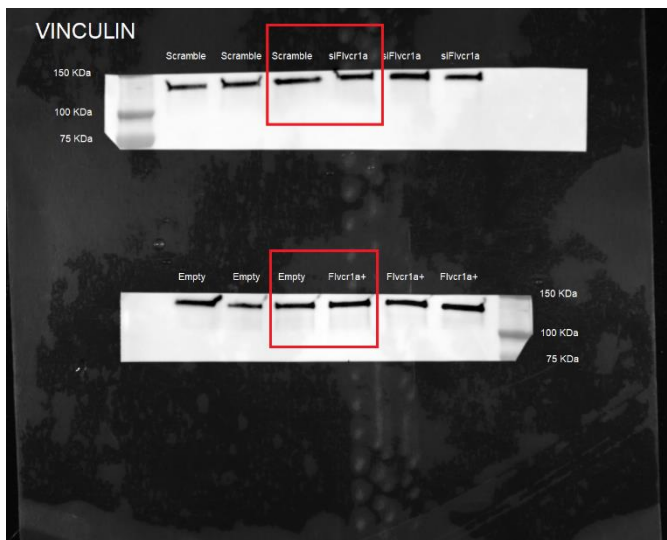 VINCULIN
Scramble Scramble Scramble siFlvcr1a siFlvcr1a siFlvcr1a
150 KDa
100 KDa
75 KDa
Empty Empty Empty Flvcr1a+ Flvcr1a+ Flvcr1a+
150 KDa
100 KDa
75 KDa